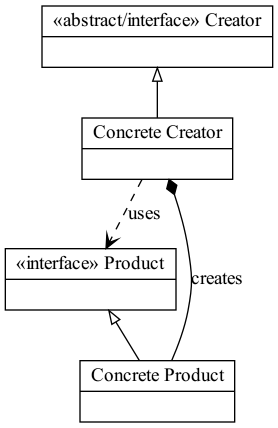 «abstract/interface» Creator
Concrete Creator
uses
«interface» Product
creates
Concrete Product